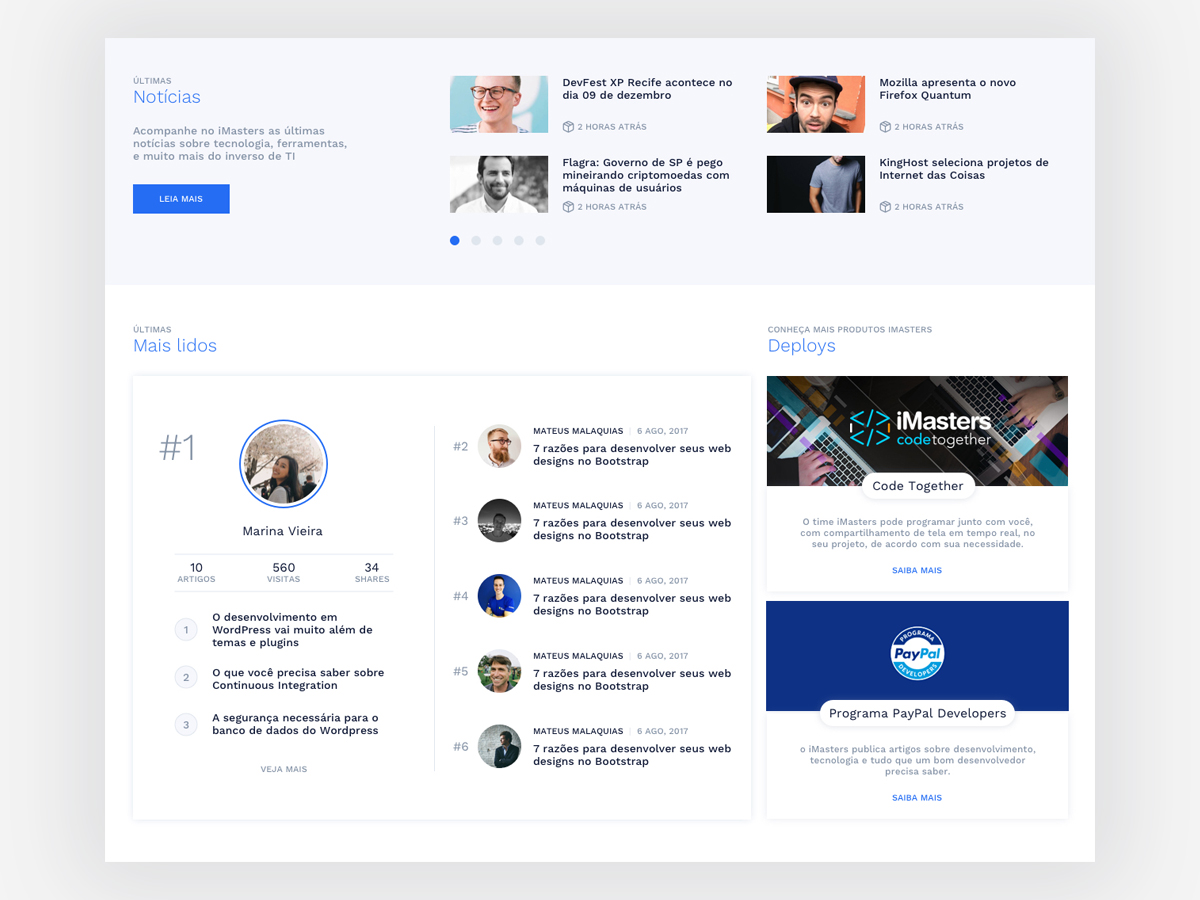 ÚLTIMAS
Notícias
Acompanhe no iMasters as últimas
notícias sobre tecnologia, ferramentas,
e muito mais do inverso de TI
LEIA MAIS
DevFest XP Recife acontece no
dia 09 de dezembro
2 HORAS ATRÁS
Mozilla apresenta o novo
Firefox Quantum
2 HORAS ATRÁS
Flagra: Governo de SP é pego
mineirando criptomoedas com
máquinas de usuários
2 HORAS ATRÁS
KingHost seleciona projetos de
Internet das Coisas
2 HORAS ATRÁS
ÚLTIMAS
Mais lidos
#1
Marina Vieira
10
ARTIGOS
560
VISITAS
34
SHARES
1
O desenvolvimento em
WordPress vai muito além de
temas e plugins
2
O que você precisa saber sobre
Continuous Integration
3
A segurança necessária para o
banco de dados do Wordpress
VEJA MAIS
#2
MATEUS MALAQUIAS | 6 AGO, 2017
7 razões para desenvolver seus web
designs no Bootstrap
#3
MATEUS MALAQUIAS | 6 AGO, 2017
7 razões para desenvolver seus web
designs no Bootstrap
#4
MATEUS MALAQUIAS | 6 AGO, 2017
7 razões para desenvolver seus web
designs no Bootstrap
#5
MATEUS MALAQUIAS | 6 AGO, 2017
7 razões para desenvolver seus web
designs no Bootstrap
#6
MATEUS MALAQUIAS | 6 AGO, 2017
7 razões para desenvolver seus web
designs no Bootstrap
CONHEÇA MAIS PRODUTOS IMASTERS
Deploys
</> iMasters
codetogether
Code Together
O time iMasters pode programar junto com você,
com compartilhamento de tela em tempo real, no
seu projeto, de acordo com sua necessidade.
SAIBA MAIS
PROGRAMA
PayPal
DEVELOPERS
Programa PayPal Developers
o iMasters publica artigos sobre desenvolvimento,
tecnologia e tudo que um bom desenvolvedor
precisa saber.
SAIBA MAIS